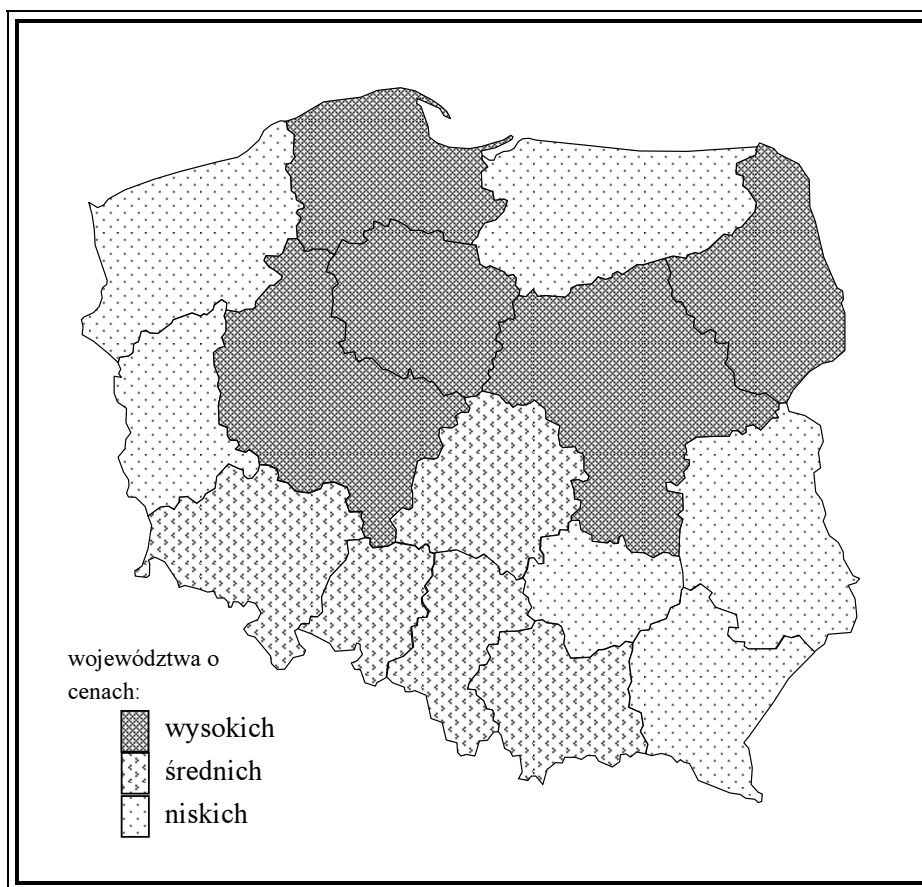 województwa o
cenach:
wysokich
średnich
niskich